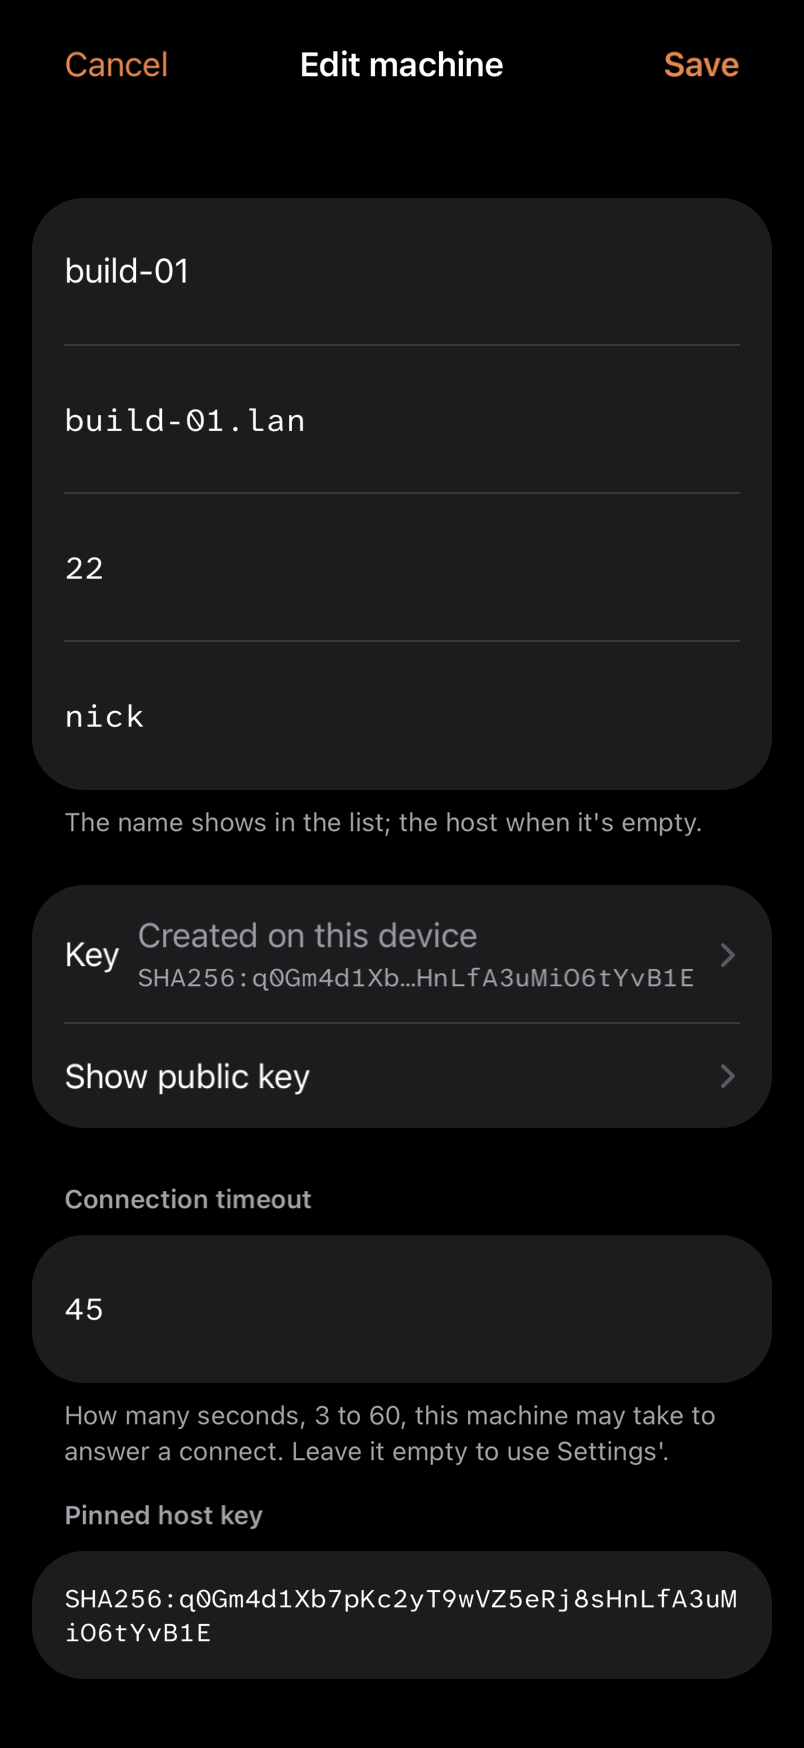 Cancel Edit machine Save
build-01
build-01.lan
22
nick
The name shows in the list; the host when it's empty.
Key Created on this device
SHA256:q0Gm4d1Xb…HnLfA3uMiO6tYvB1E
Show public key
Connection timeout
45
How many seconds, 3 to 60, this machine may take to
answer a connect. Leave it empty to use Settings'.
Pinned host key
SHA256:q0Gm4d1Xb7pKc2yT9wVZ5eRj8sHnLfA3uM
iO6tYvB1E